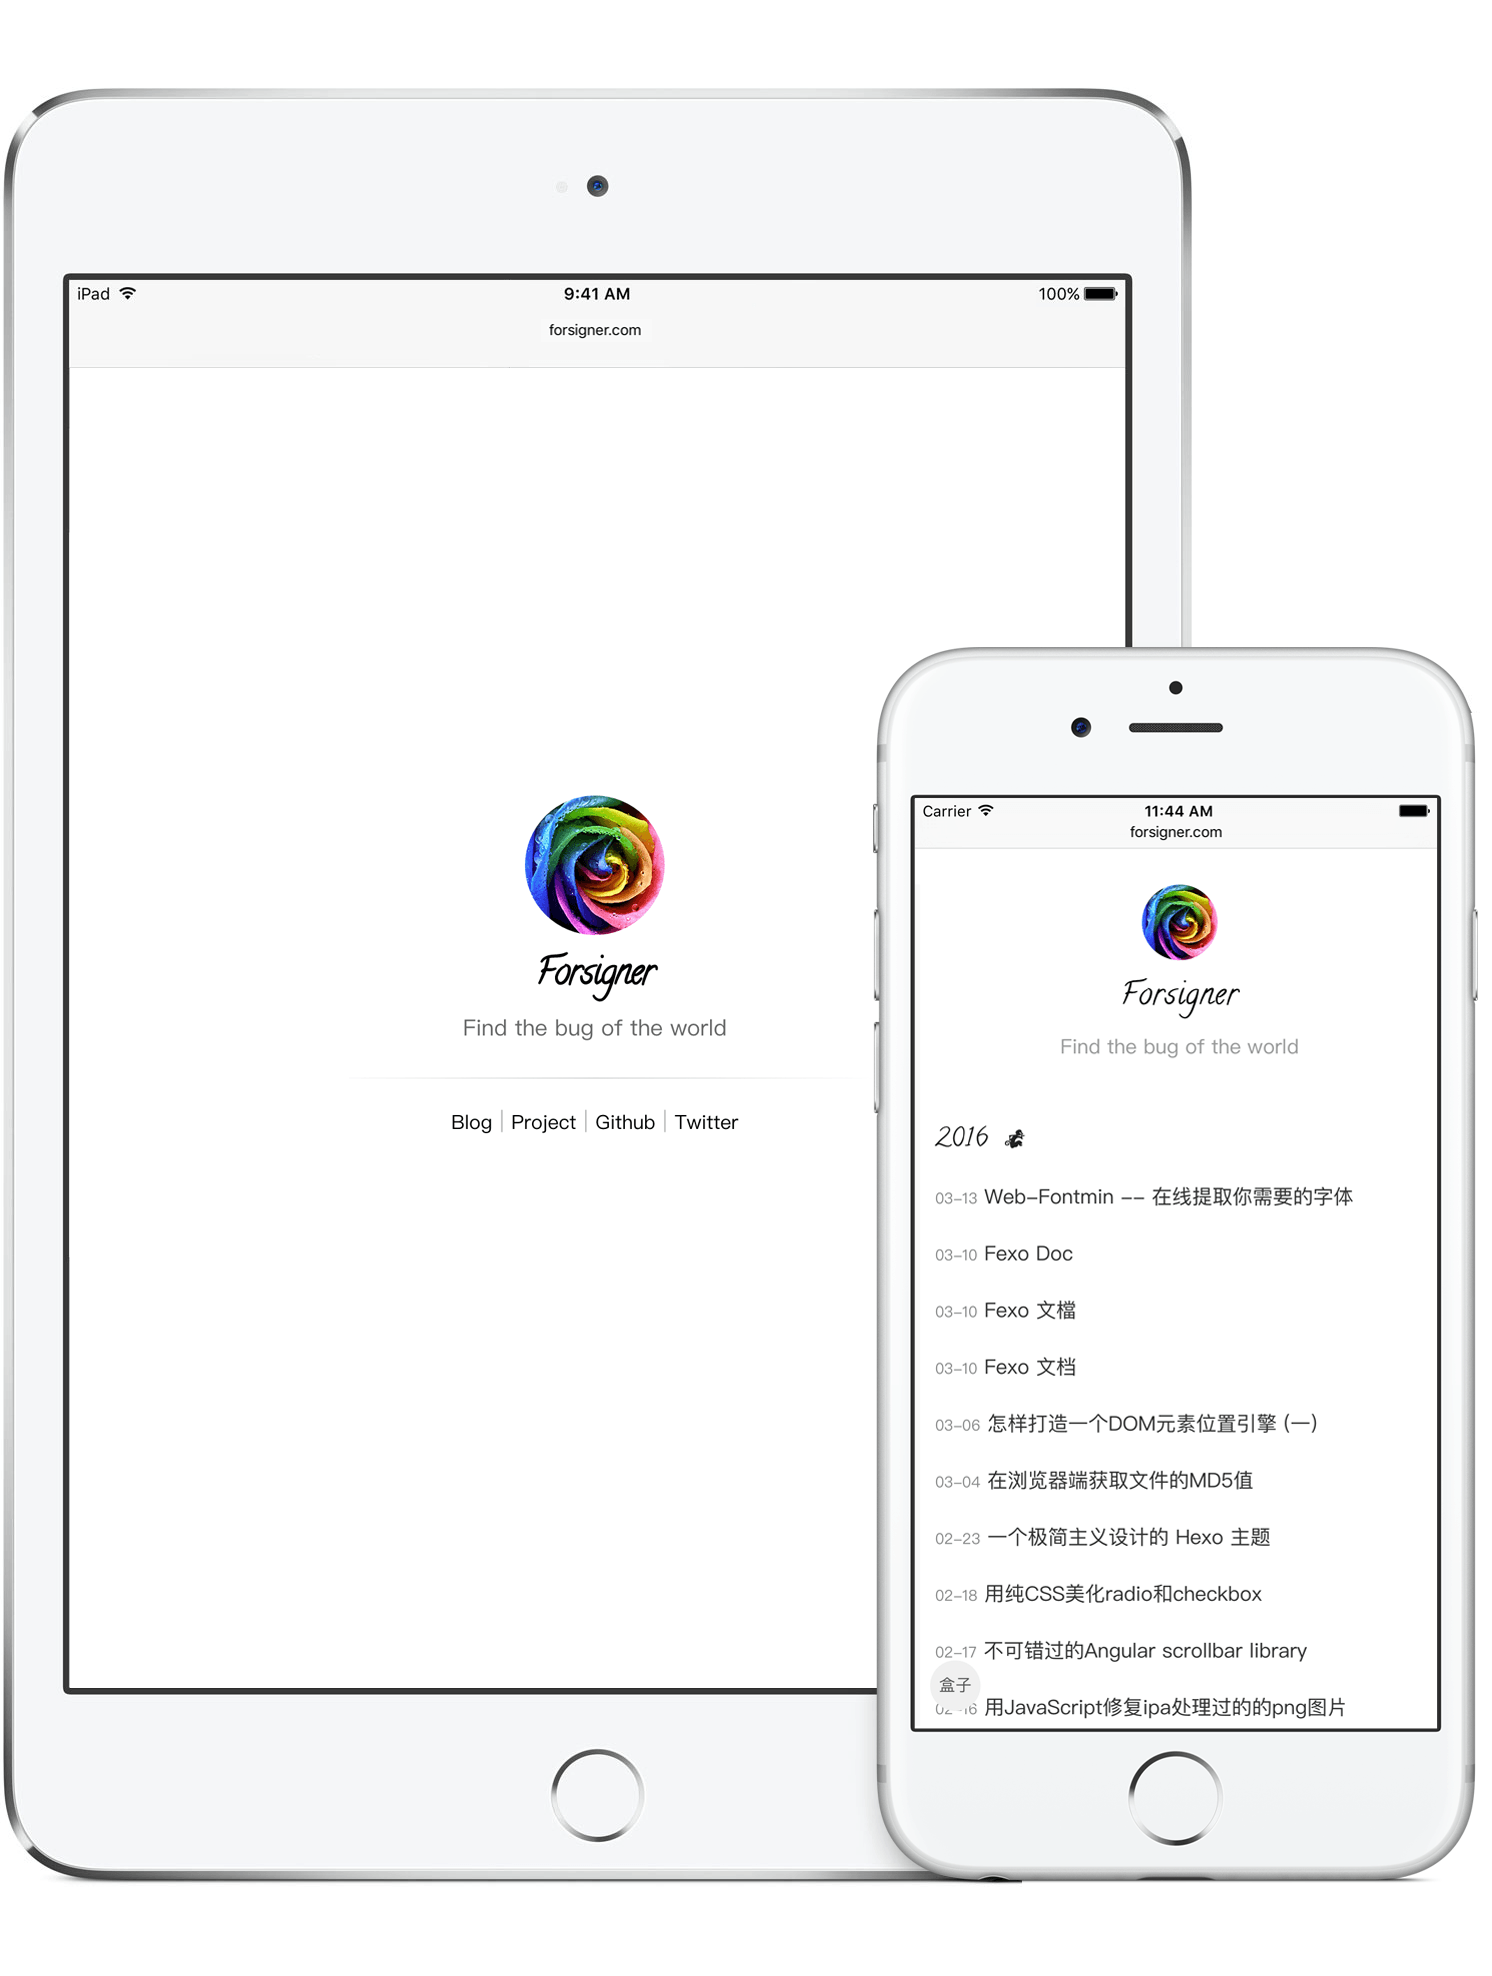 iPad 9:41 AM 100%
forsigner.com
Forsigner
Find the bug of the world
Blog | Project | Github | Twitter
Carrier 11:44 AM
forsigner.com
Forsigner
Find the bug of the world
2016
03-13 Web-Fontmin -- 在线提取你需要的字体
03-10 Fexo Doc
03-10 Fexo 文檔
03-10 Fexo 文档
03-06 怎样打造一个DOM元素位置引擎 (一)
03-04 在浏览器端获取文件的MD5值
02-23 一个极简主义设计的 Hexo 主题
02-18 用纯CSS美化radio和checkbox
02-17 不可错过的Angular scrollbar library
盒子
02-16 用JavaScript修复ipa处理过的的png图片